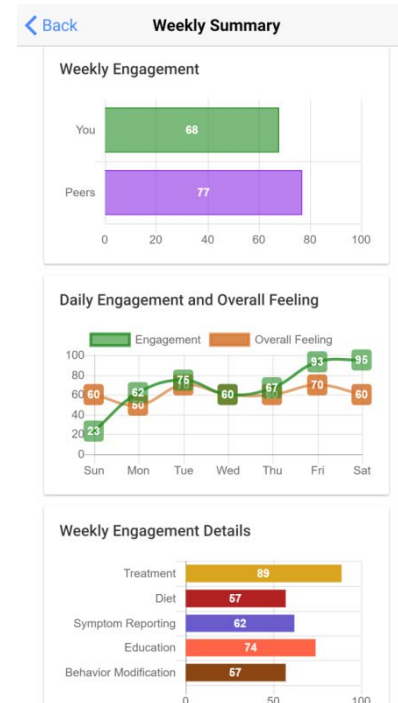 Back Weekly Summary
Weekly Engagement
You 68
Peers 77
0 20 40 60 80 100
Daily Engagement and Overall Feeling
Engagement Overall Feeling
100
80
60
40
20
0
60 50 60 70 60
23 62 75 60 67 93 95
Sun Mon Tue Wed Thu Fri Sat
Weekly Engagement Details
Treatment 89
Diet 57
Symptom Reporting 62
Education 74
Behavior Modification 57
0 50 100